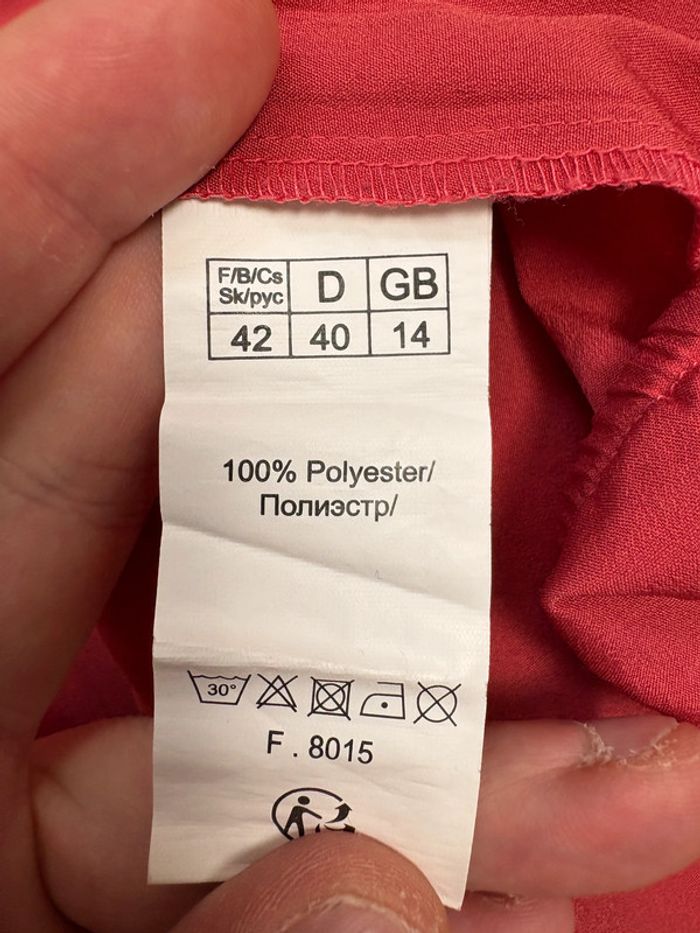 F/B/Cs D GB
Sk/рус
42 40 14
100% Polyester/
Полиэстр/
30°
F . 8015